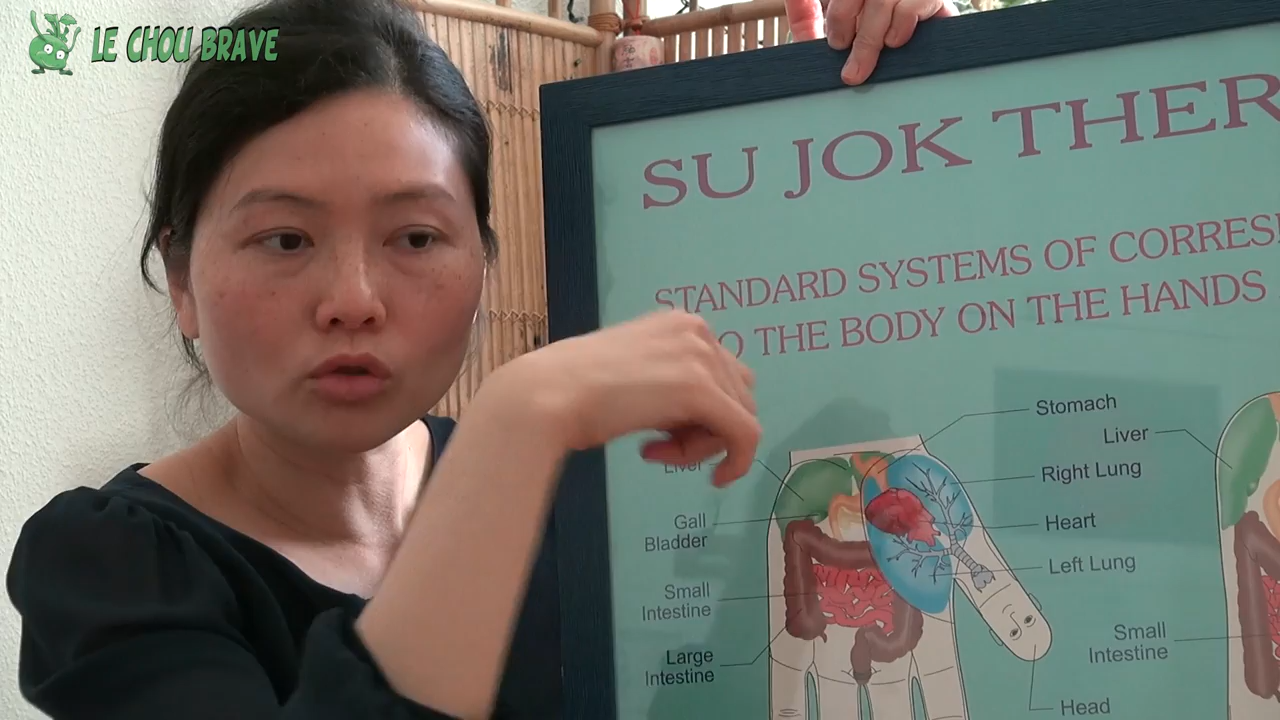 LE CHOU BRAVE
SU JOK THER
STANDARD SYSTEMS OF CORRES
O THE BODY ON THE HANDS
Stomach
Liver
Liver
Right Lung
Gall
Bladder
Heart
Left Lung
Small
Intestine
Small
Intestine
Large
Intestine
Head